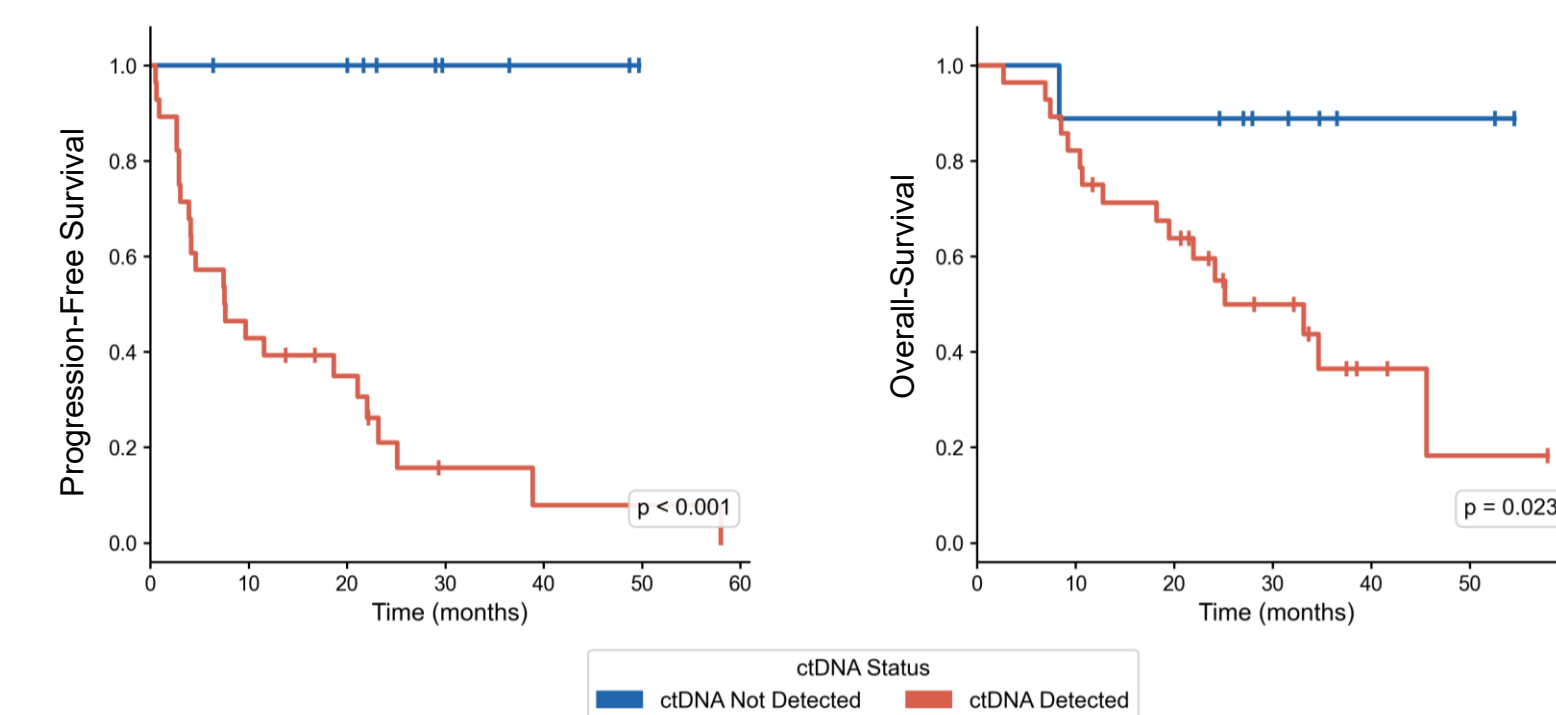 Progression-Free Survival
1.0
0.8
0.6
0.4
0.2
0.0
p < 0.001
0 10 20 30 40 50 60
Time (months)
Overall-Survival
1.0
0.8
0.6
0.4
0.2
0.0
p = 0.023
0 10 20 30 40 50
Time (months)
ctDNA Status
ctDNA Not Detected ctDNA Detected